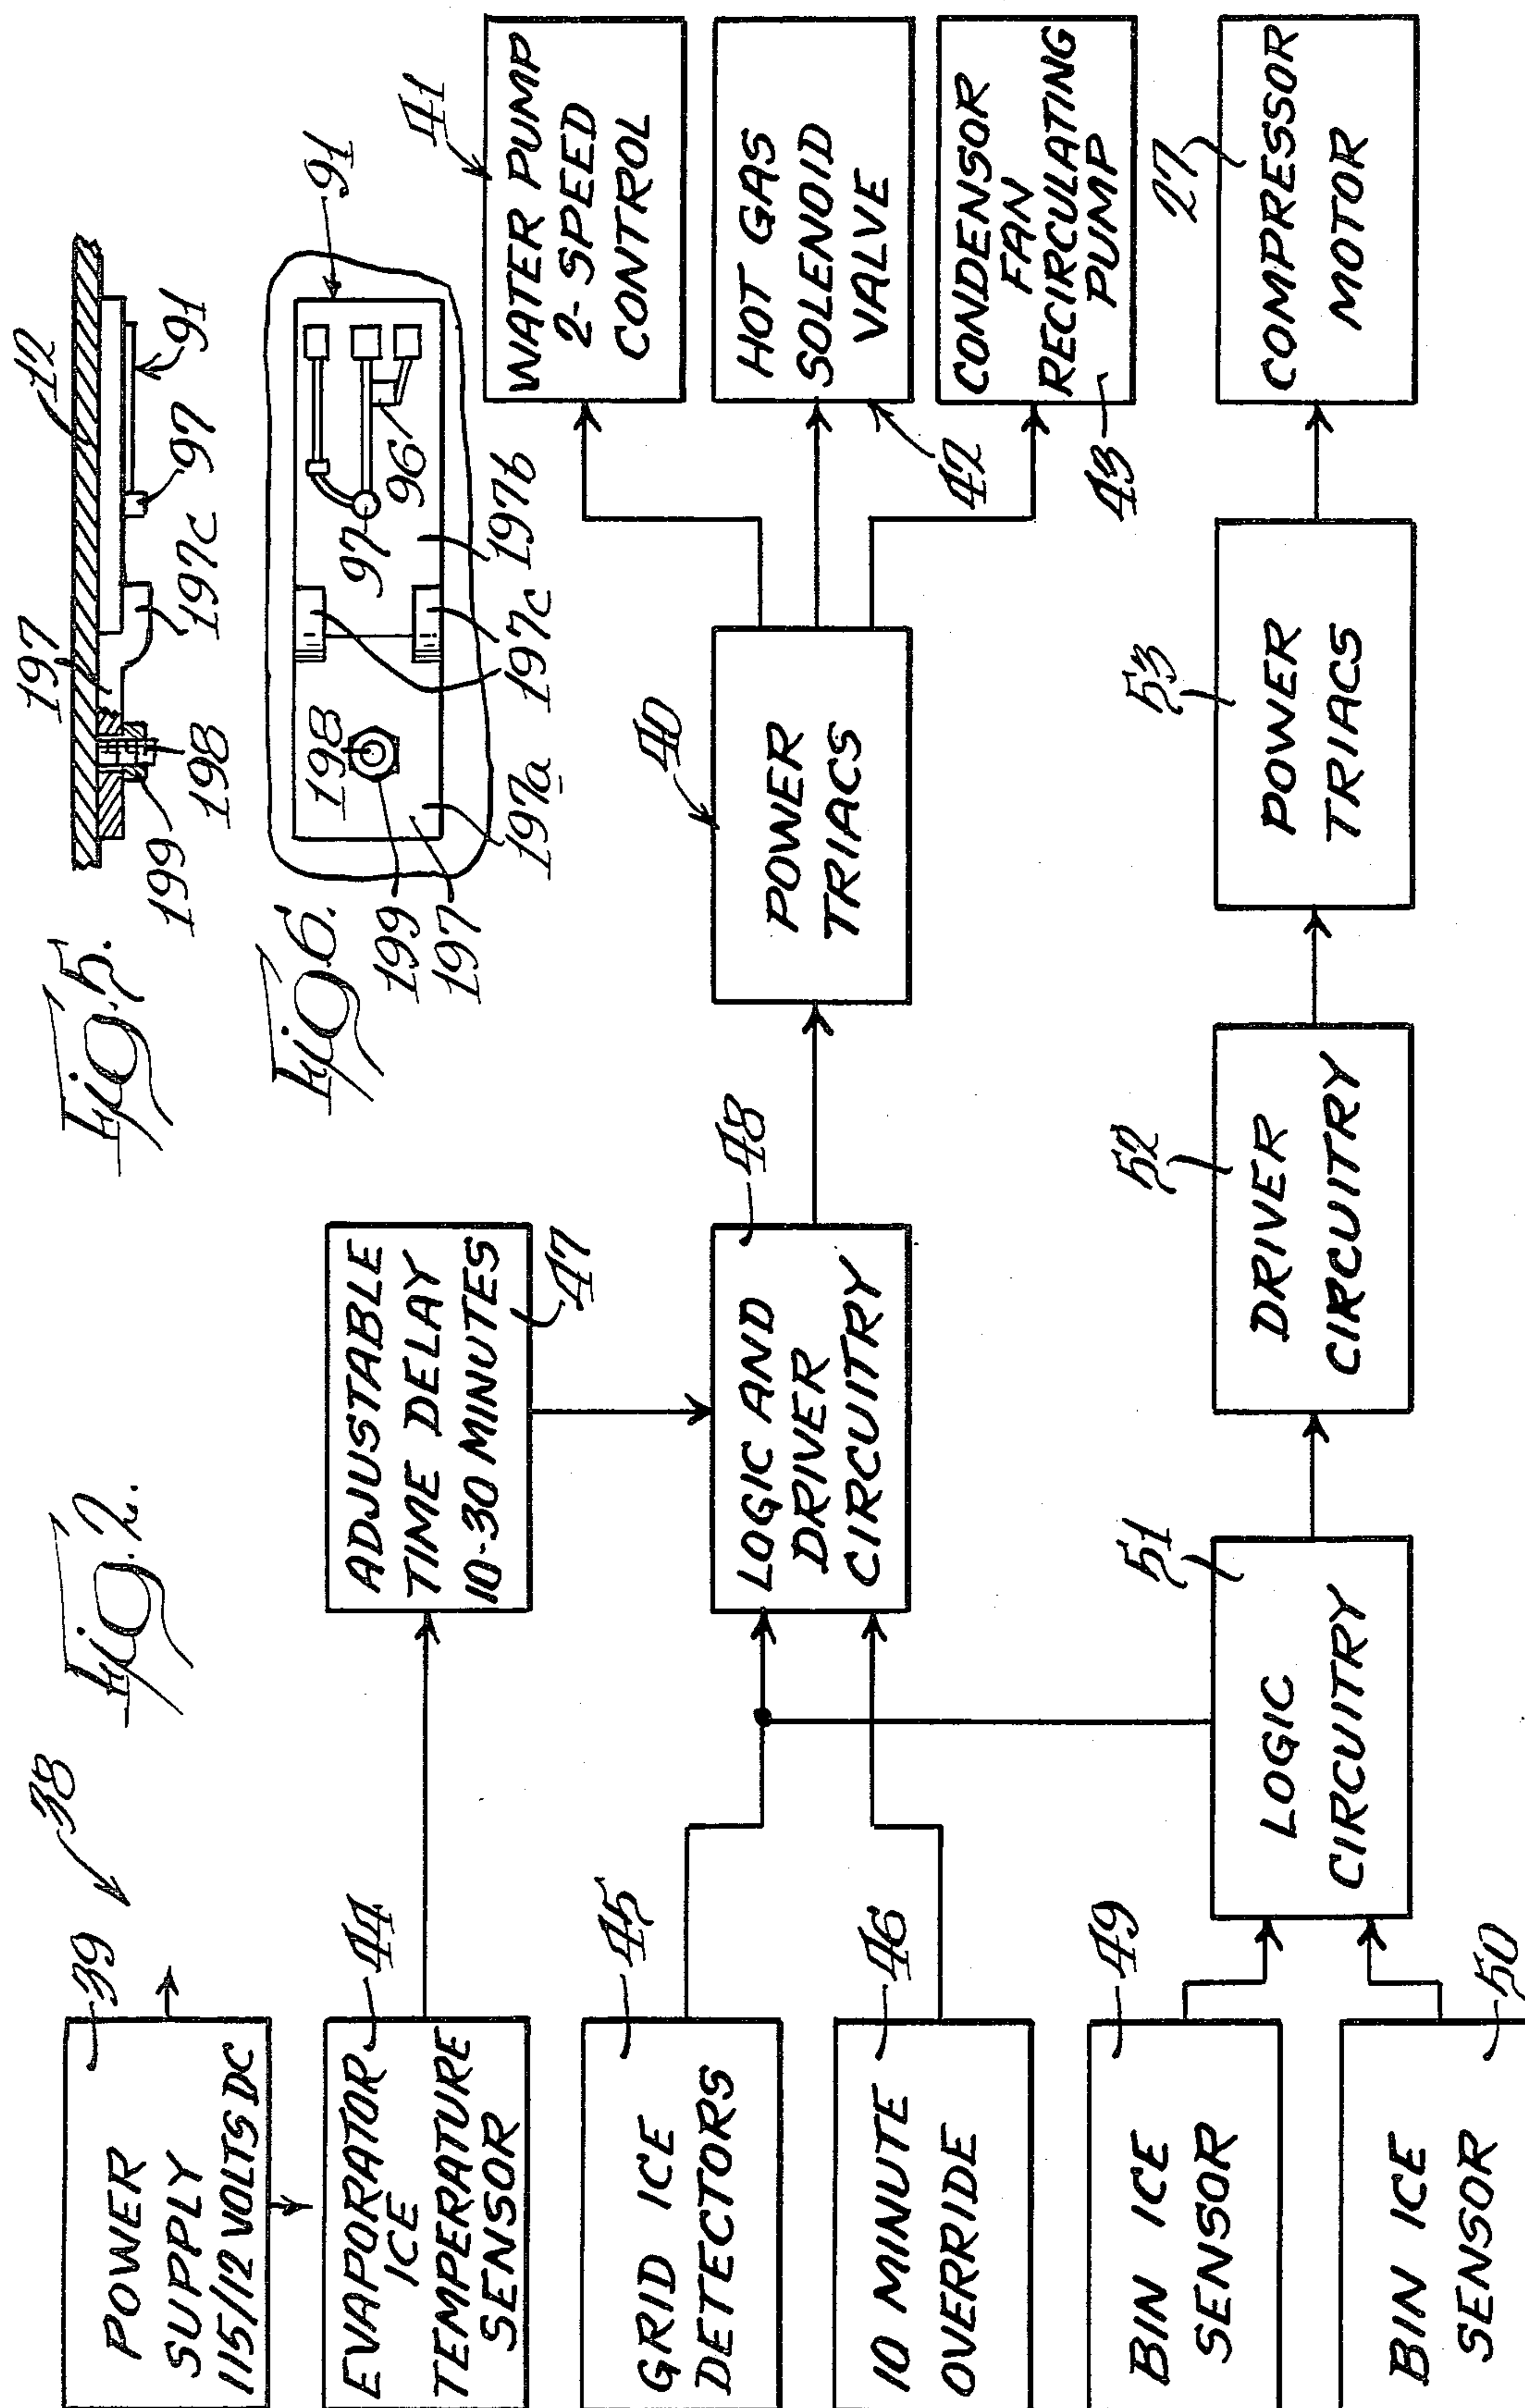 Fig. 2.
38
39
POWER
SUPPLY
115/12 VOLTS DC
44
EVAPORATOR
ICE
TEMPERATURE
SENSOR
45
GRID ICE
DETECTORS
46
10 MINUTE
OVERRIDE
49
BIN ICE
SENSOR
50
BIN ICE
SENSOR
ADJUSTABLE
TIME DELAY
10-30 MINUTES
47
48
LOGIC AND
DRIVER
CIRCUITRY
51
LOGIC
CIRCUITRY
52
DRIVER
CIRCUITRY
40
POWER
TRIACS
53
POWER
TRIACS
41
WATER PUMP
2-SPEED
CONTROL
HOT GAS
SOLENOID
VALVE
42
CONDENSOR
FAN
RECIRCULATING
PUMP
43
27
COMPRESSOR
MOTOR
Fig. 5.
197
12
199
198
197c
97
91
Fig. 6.
91
198
97
96
199
197
197a
197c
197b